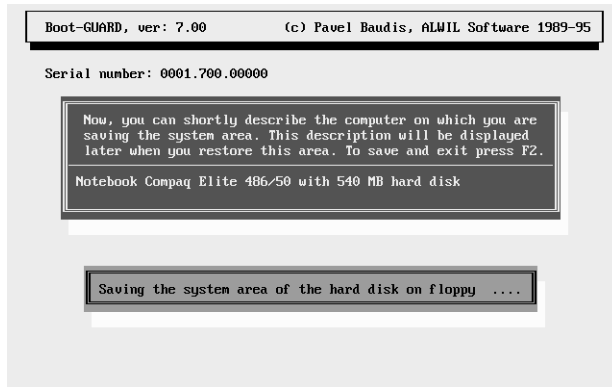 Boot-GUARD, ver: 7.00 (c) Pavel Baudis, ALWIL Software 1989-95
Serial number: 0001.700.00000
Now, you can shortly describe the computer on which you are
saving the system area. This description will be displayed
later when you restore this area. To save and exit press F2.
Notebook Compaq Elite 486/50 with 540 MB hard disk
Saving the system area of the hard disk on floppy ....